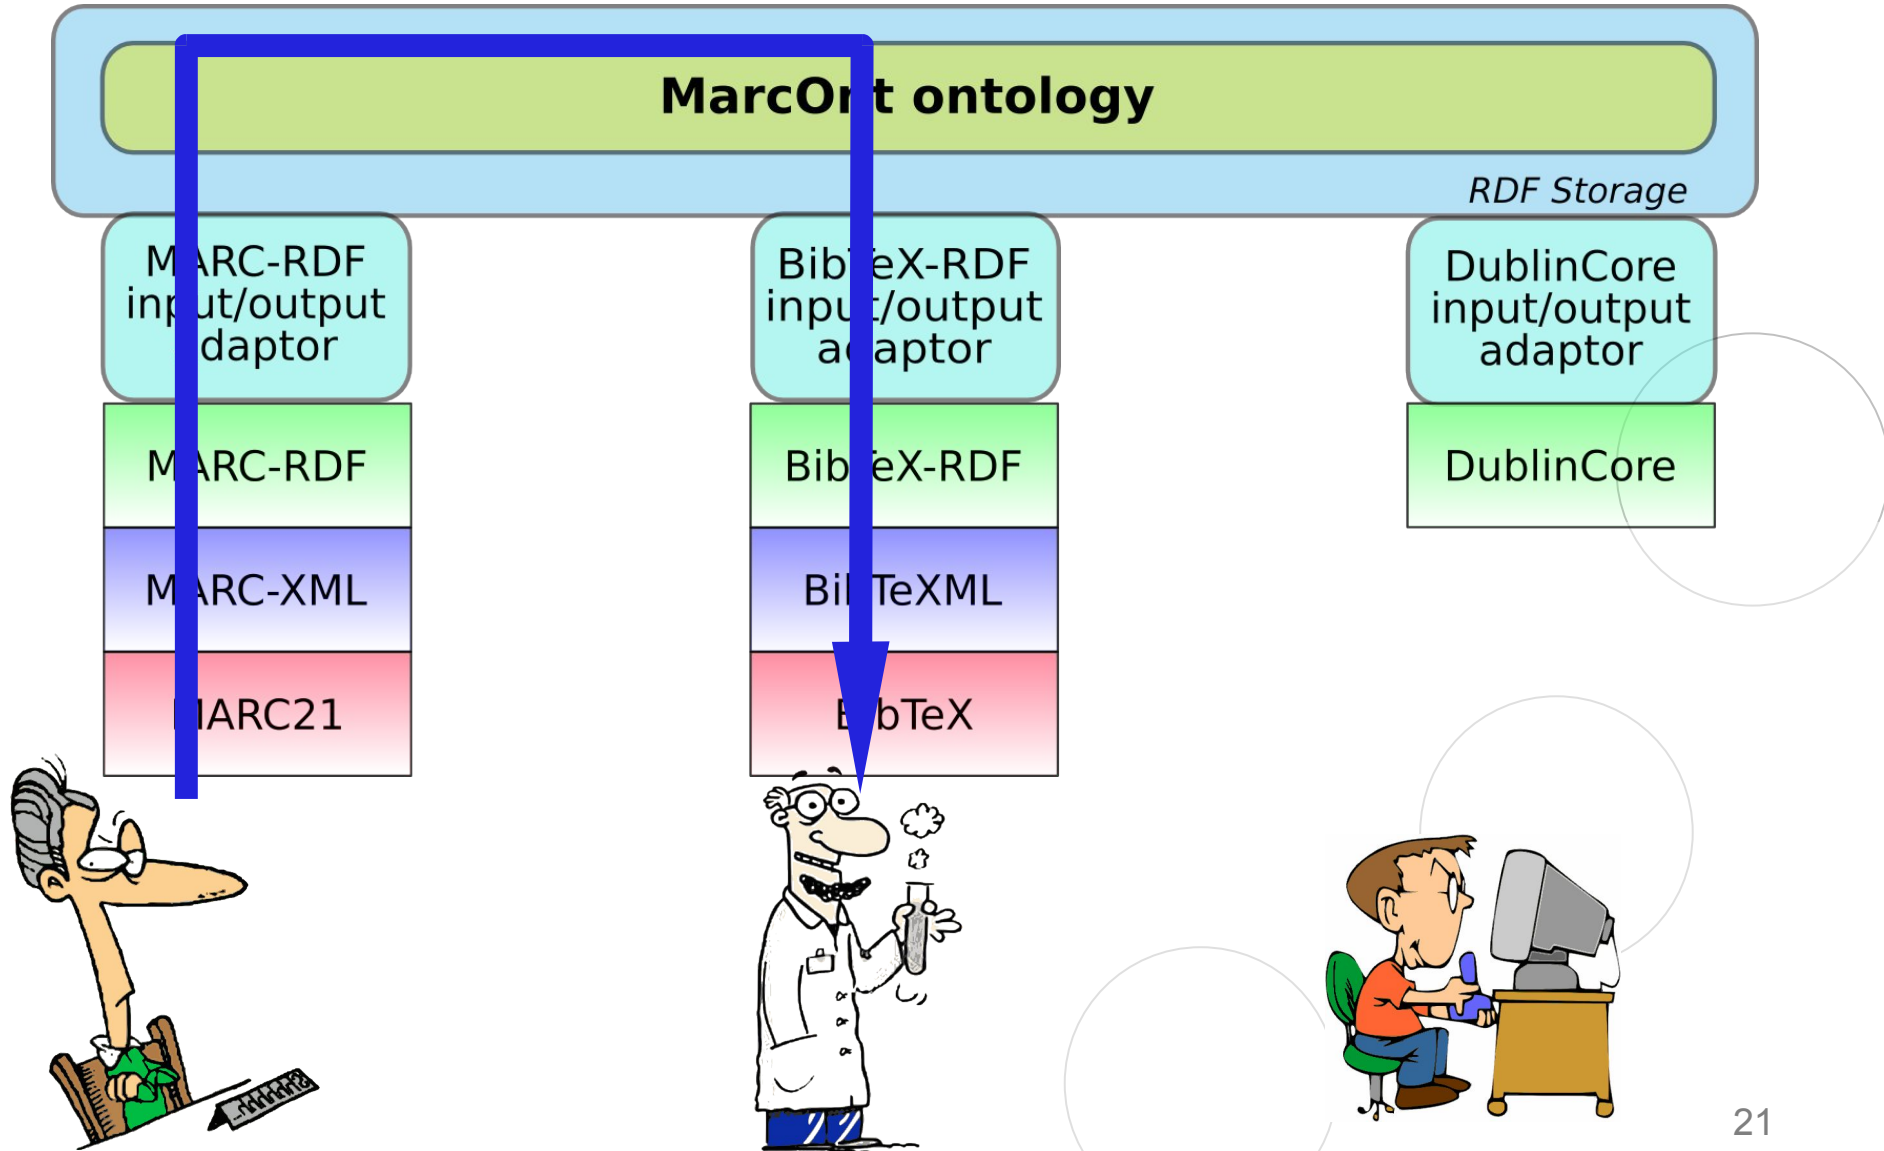 MarcOnt ontology
RDF Storage
MARC-RDF
input/output
adaptor
MARC-RDF
MARC-XML
MARC21
BibTeX-RDF
input/output
adaptor
BibTeX-RDF
BibTeXML
BibTeX
DublinCore
input/output
adaptor
DublinCore
21